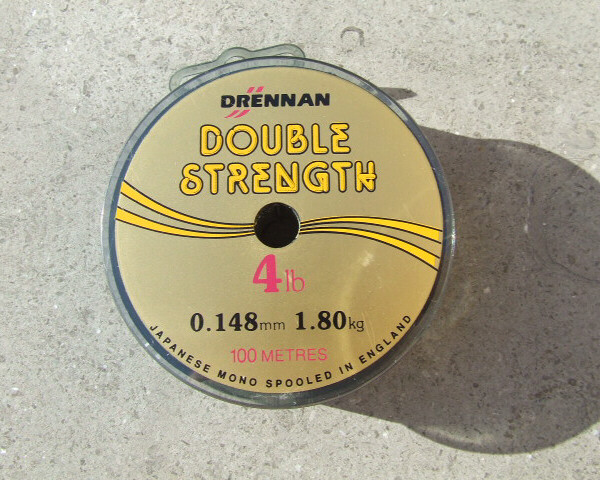 DRENNAN
DOUBLE
STRENGTH
4lb
0.148mm 1.80kg
100 METRES
JAPANESE MONO SPOOLED IN ENGLAND